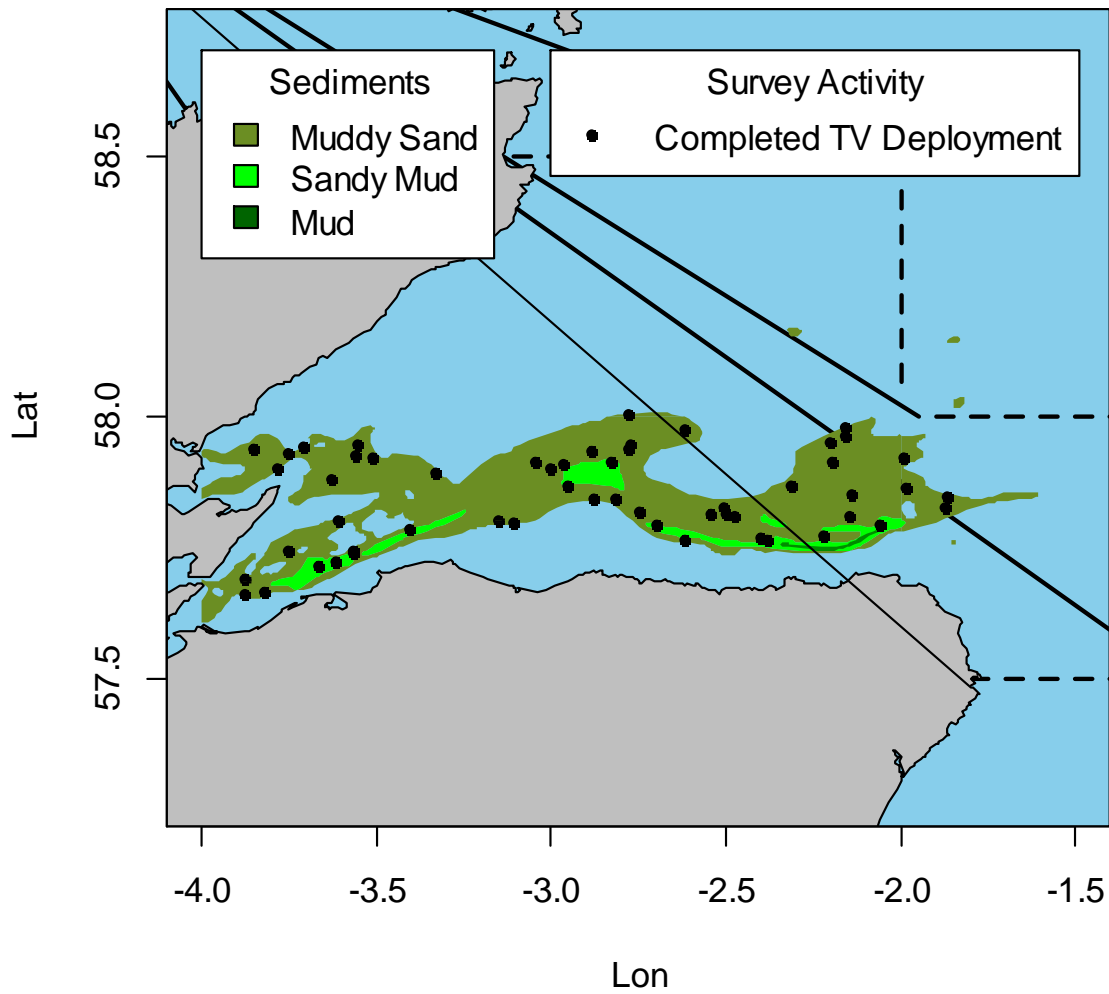 Sediments
Muddy Sand
Sandy Mud
Mud
Survey Activity
Completed TV Deployment
Lat
58.5
58.0
57.5
-4.0 -3.5 -3.0 -2.5 -2.0 -1.5
Lon